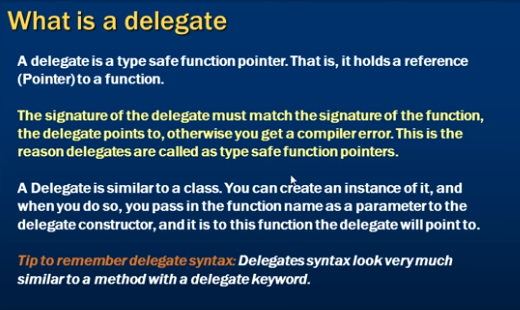 What is a delegate
A delegate is a type safe function pointer. That is, it holds a reference
(Pointer) to a function.
The signature of the delegate must match the signature of the function,
the delegate points to, otherwise you get a compiler error. This is the
reason delegates are called as type safe function pointers.
A Delegate is similar to a class. You can create an instance of it, and
when you do so, you pass in the function name as a parameter to the
delegate constructor, and it is to this function the delegate will point to.
Tip to remember delegate syntax: Delegates syntax look very much
similar to a method with a delegate keyword.